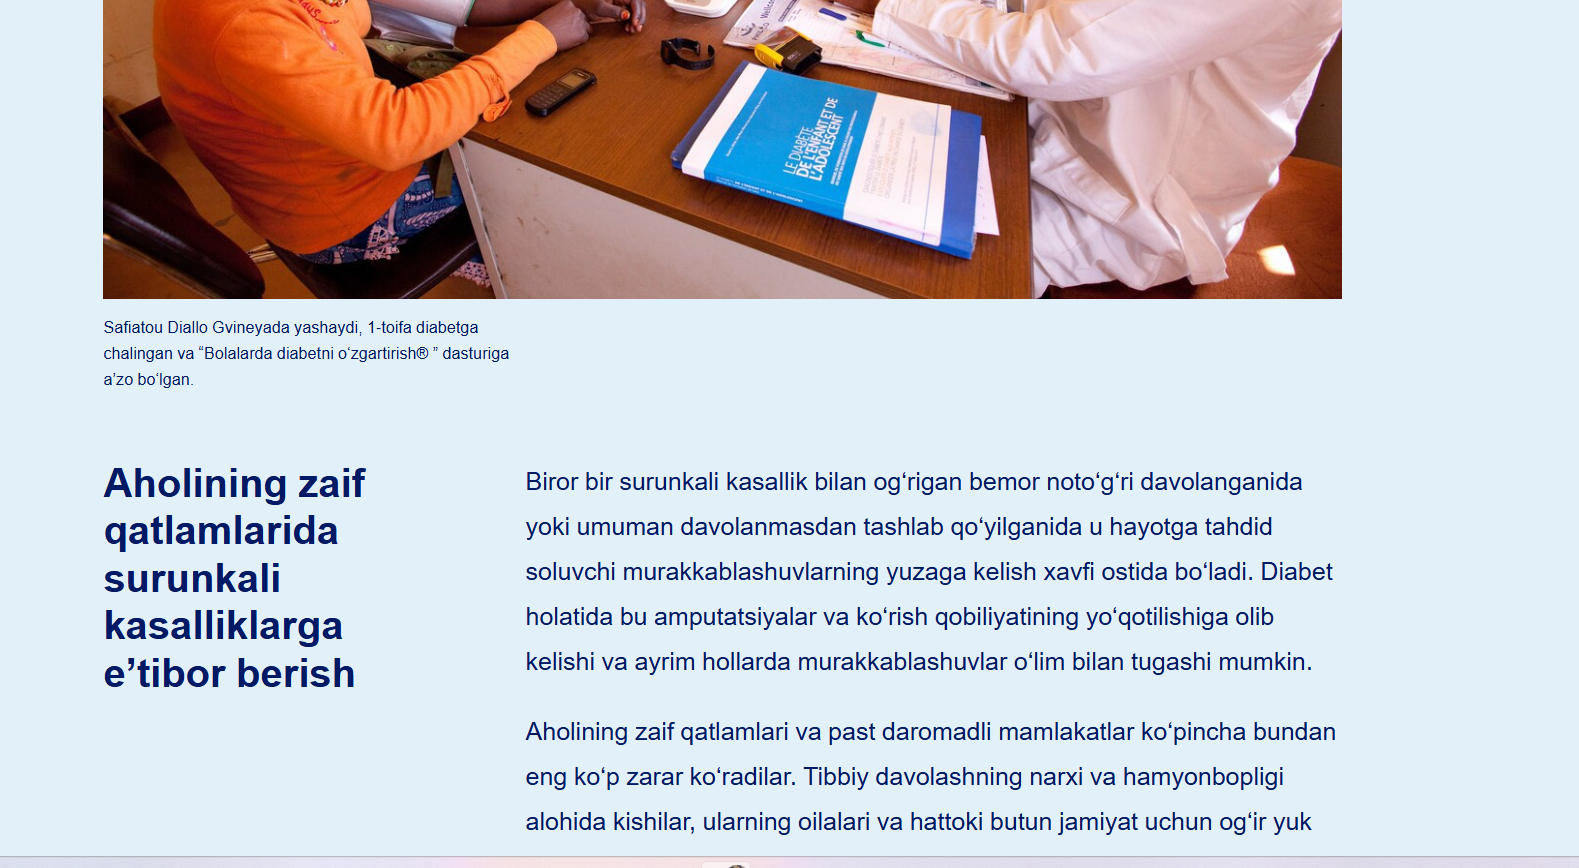 LE DIABÈTE
DE L'ENFANT ET DE
L'ADOLESCENT
Safiatou Diallo Gvineyada yashaydi, 1-toifa diabetga
chalingan va “Bolalarda diabetni o‘zgartirish® ” dasturiga
a’zo bo‘lgan.
Aholining zaif
qatlamlarida
surunkali
kasalliklarga
e’tibor berish
Biror bir surunkali kasallik bilan og‘rigan bemor noto‘g‘ri davolanganida
yoki umuman davolanmasdan tashlab qo‘yilganida u hayotga tahdid
soluvchi murakkablashuvlarning yuzaga kelish xavfi ostida bo‘ladi. Diabet
holatida bu amputatsiyalar va ko‘rish qobiliyatining yo‘qotilishiga olib
kelishi va ayrim hollarda murakkablashuvlar o‘lim bilan tugashi mumkin.
Aholining zaif qatlamlari va past daromadli mamlakatlar ko‘pincha bundan
eng ko‘p zarar ko‘radilar. Tibbiy davolashning narxi va hamyonbopligi
alohida kishilar, ularning oilalari va hattoki butun jamiyat uchun og‘ir yuk